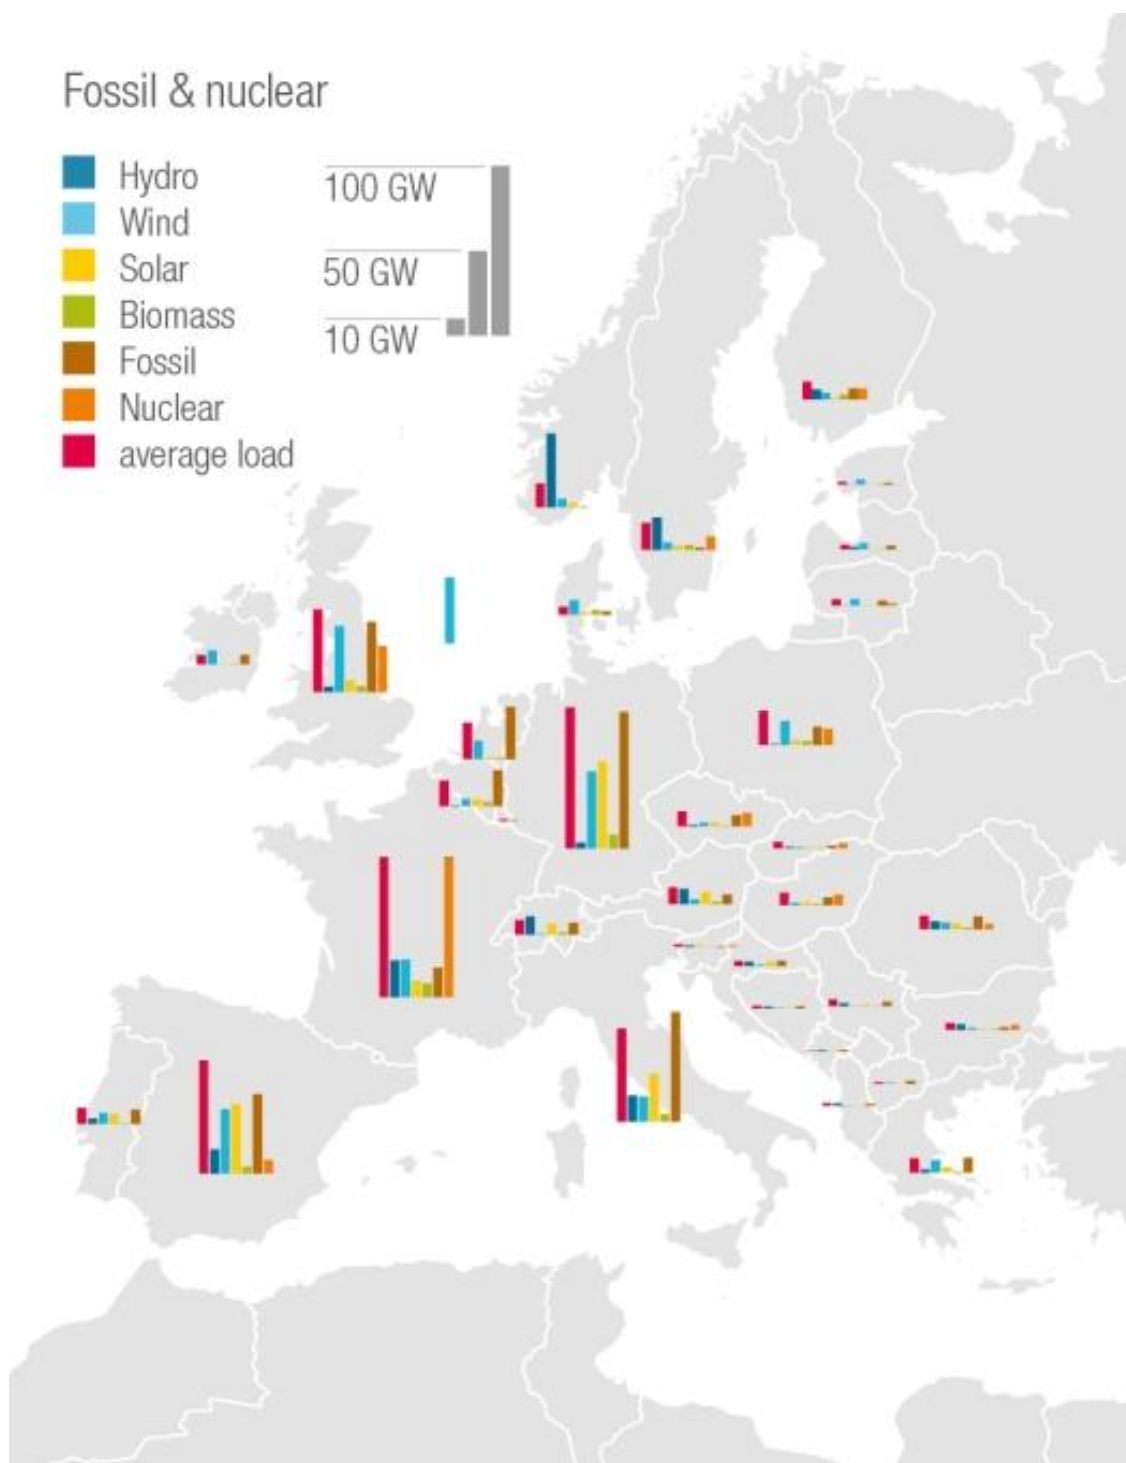 Fossil & nuclear
Hydro
Wind
Solar
Biomass
Fossil
Nuclear
average load
100 GW
50 GW
10 GW